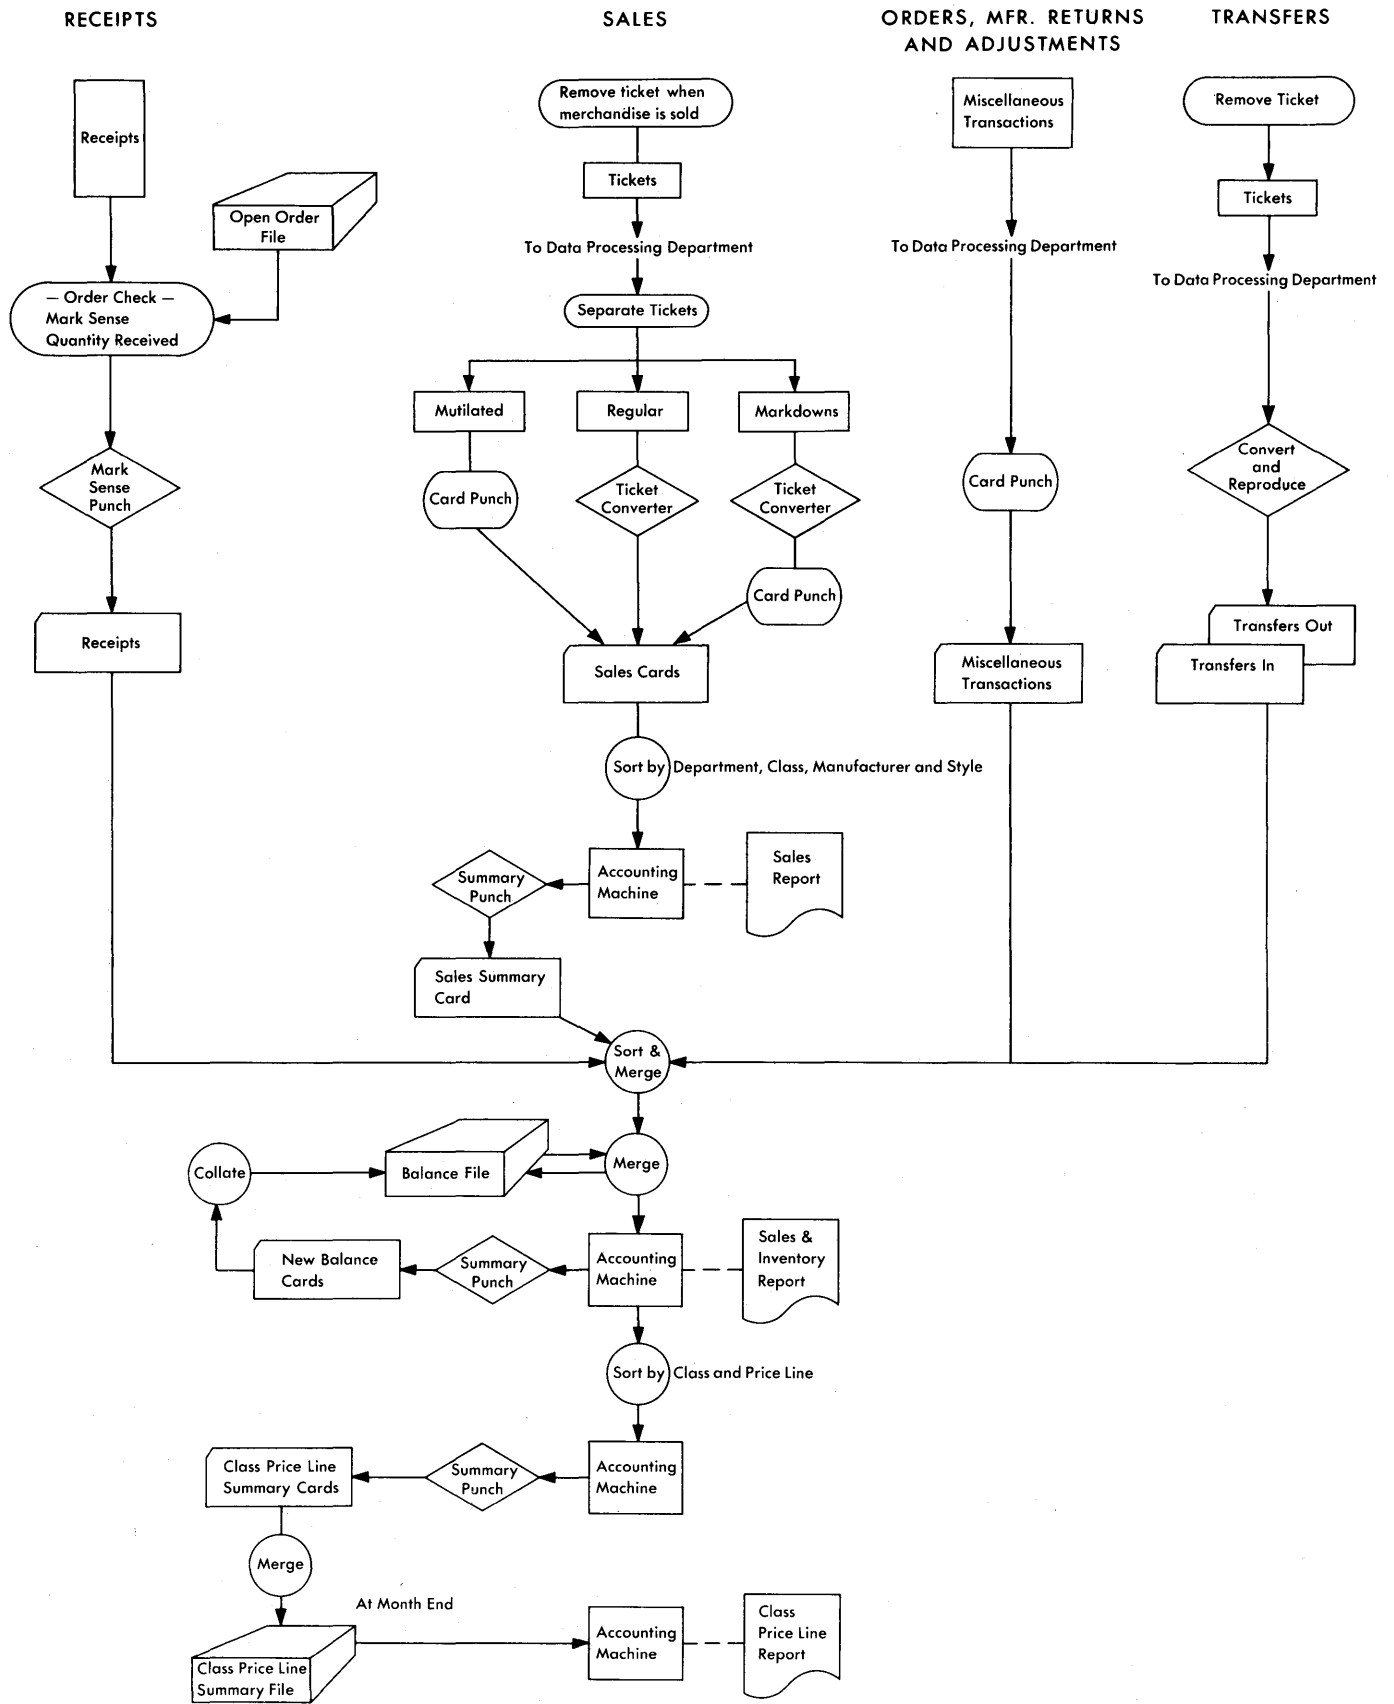 RECEIPTS
SALES
ORDERS, MFR. RETURNS
AND ADJUSTMENTS
TRANSFERS
Receipts
Open Order
File
— Order Check —
Mark Sense
Quantity Received
Mark
Sense
Punch
Receipts
Remove ticket when
merchandise is sold
Tickets
To Data Processing Department
Separate Tickets
Mutilated
Regular
Markdowns
Card Punch
Ticket
Converter
Ticket
Converter
Card Punch
Sales Cards
Sort by Department, Class, Manufacturer and Style
Summary
Punch
Accounting
Machine
Sales
Report
Sales Summary
Card
Miscellaneous
Transactions
To Data Processing Department
Card Punch
Miscellaneous
Transactions
Remove Ticket
Tickets
To Data Processing Department
Convert
and
Reproduce
Transfers Out
Transfers In
Sort &
Merge
Collate
Balance File
Merge
New Balance
Cards
Summary
Punch
Accounting
Machine
Sales &
Inventory
Report
Sort by Class and Price Line
Class Price Line
Summary Cards
Summary
Punch
Accounting
Machine
Merge
At Month End
Class Price Line
Summary File
Accounting
Machine
Class
Price Line
Report